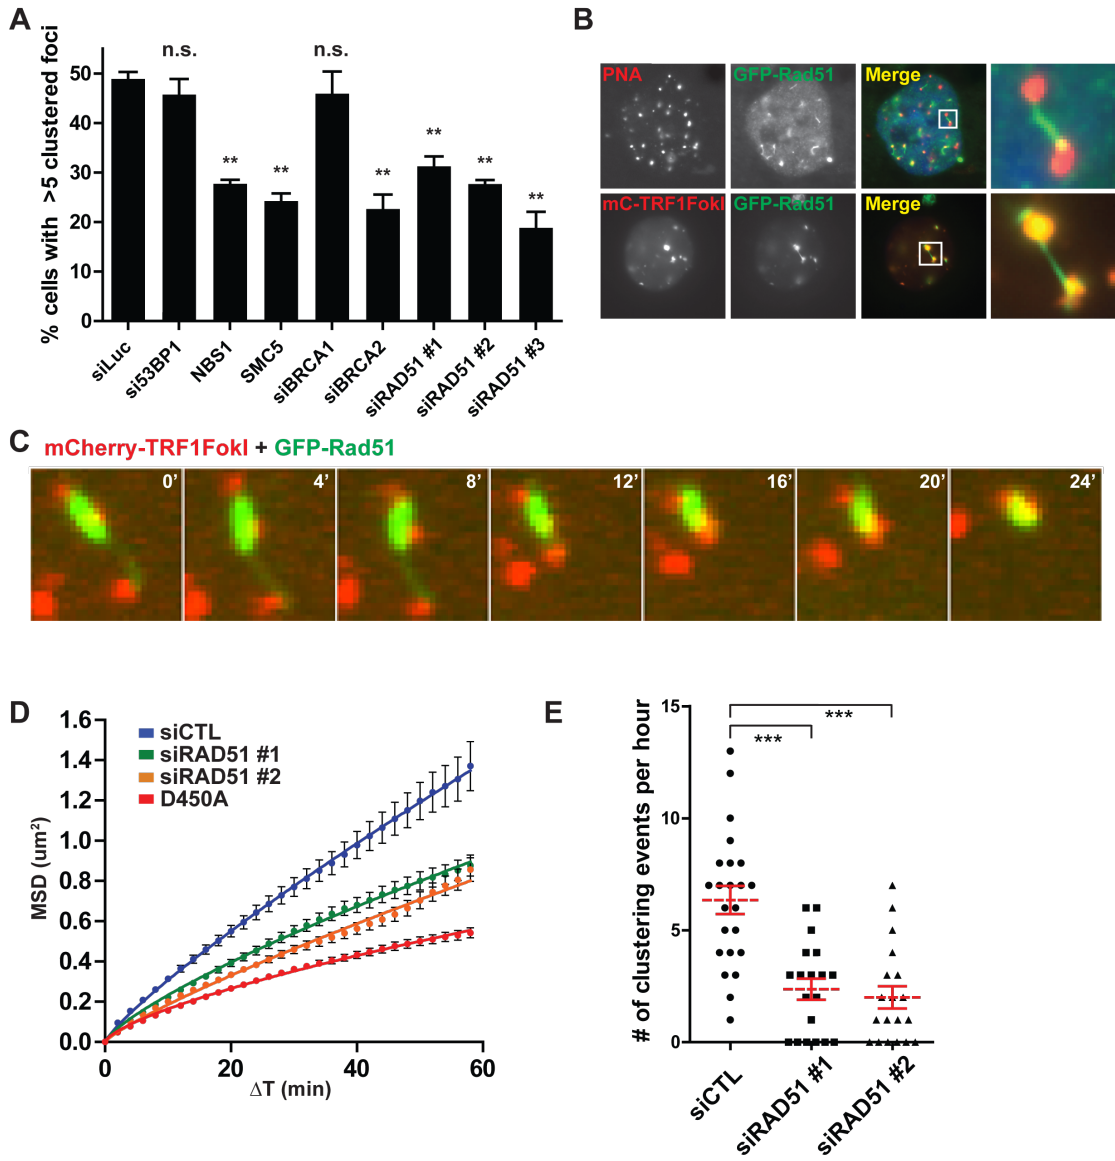 A
% cells with >5 clustered foci
50
40
30
20
10
0
n.s.
**
**
n.s.
**
**
**
**
siLuc
si53BP1
NBS1
SMC5
siBRCA1
siBRCA2
siRAD51 #1
siRAD51 #2
siRAD51 #3
B
PNA
GFP-Rad51
Merge
mC-TRF1FokI
GFP-Rad51
Merge
C
mCherry-TRF1FokI + GFP-Rad51
0’
4’
8’
12’
16’
20’
24’
D
MSD (um²)
1.6
1.4
1.2
1.0
0.8
0.6
0.4
0.2
0.0
siCTL
siRAD51 #1
siRAD51 #2
D450A
0
20
40
60
ΔT (min)
E
# of clustering events per hour
15
10
5
0
***
***
siCTL
siRAD51 #1
siRAD51 #2